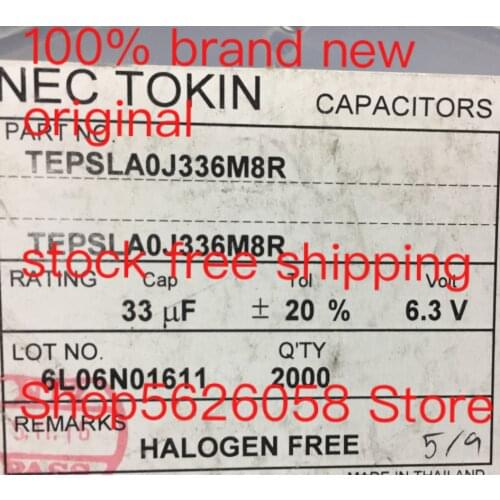 100% brand new
NEC TOKIN CAPACITORS
original
PART NO.
TEPSLA0J336M8R
TEPSLA0J336M8R
stock free shipping
RATING Cap Tol Volt
33 µF ± 20 % 6.3 V
LOT NO. Q'TY
6L06N01611 2000
Shop5626058 Store
REMARKS
HALOGEN FREE 5/9
PASS
MADE IN THAILAND